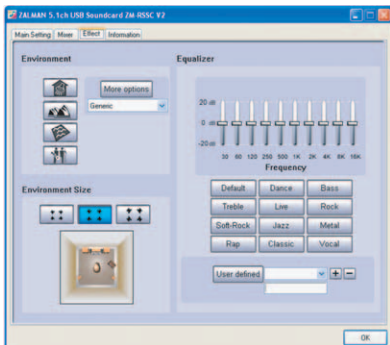 ZALMAN 5.1ch USB Soundcard ZM-RSSC V2
Main Setting Mixer Effect Information
Environment
More options
Generic
Environment Size
Equalizer
20 dB
0 dB
-20 dB
30 60 120 250 500 1K 2K 4K 8K 16K
Frequency
Default Dance Bass
Treble Live Rock
Soft-Rock Jazz Metal
Rap Classic Vocal
User defined
OK